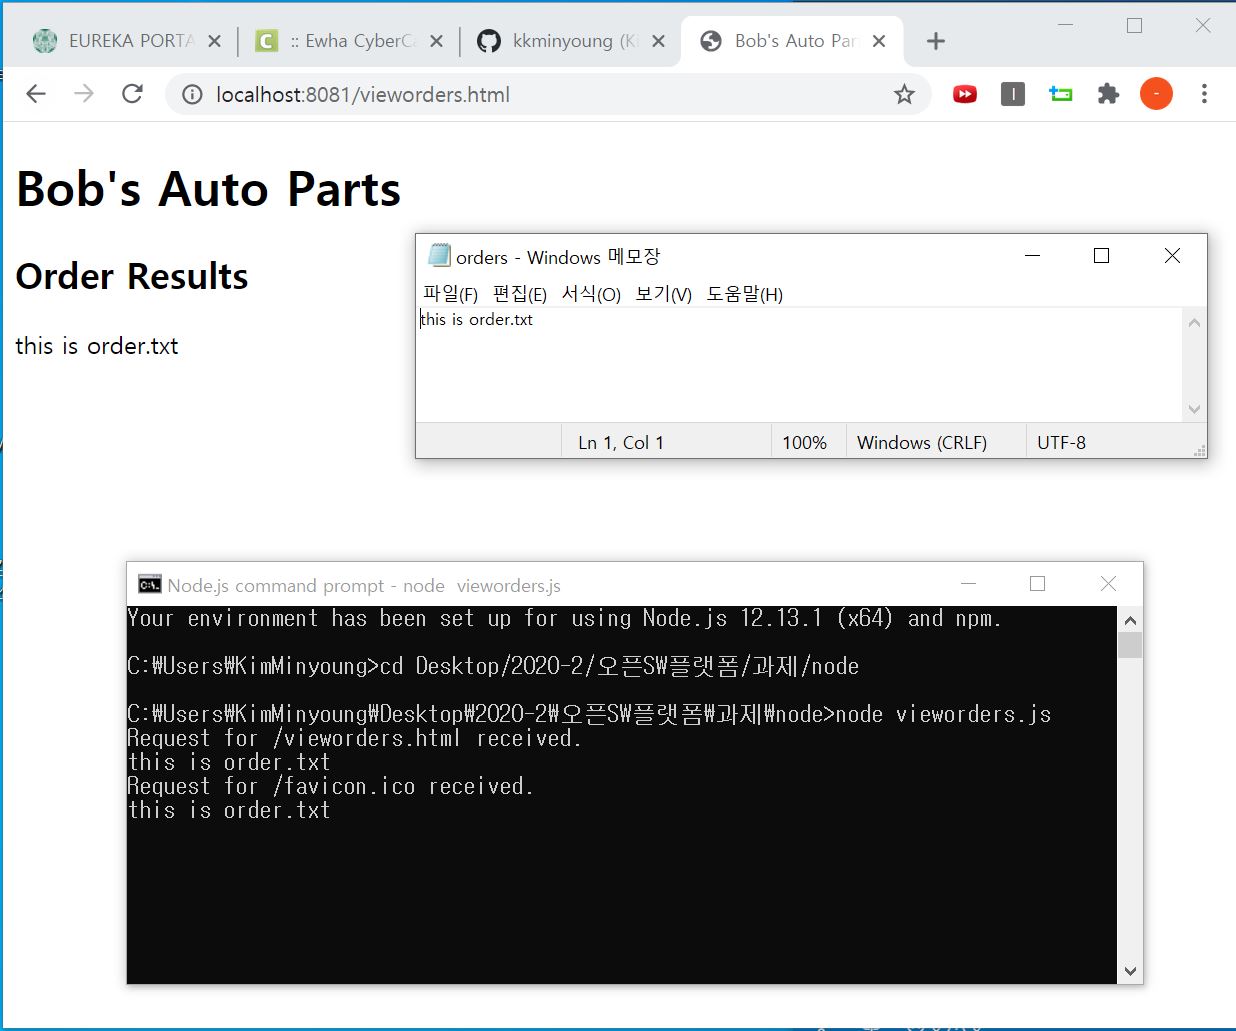 EUREKA PORTA
:: Ewha CyberCa
kkminyoung (Ki
Bob's Auto Par
localhost:8081/vieworders.html
Bob's Auto Parts
Order Results
this is order.txt
orders - Windows 메모장
파일(F) 편집(E) 서식(O) 보기(V) 도움말(H)
this is order.txt
Ln 1, Col 1 100% Windows (CRLF) UTF-8
Node.js command prompt - node vieworders.js
Your environment has been set up for using Node.js 12.13.1 (x64) and npm.
C:₩Users₩KimMinyoung>cd Desktop/2020-2/오픈SW플랫폼/과제/node
C:₩Users₩KimMinyoung₩Desktop₩2020-2₩오픈SW플랫폼₩과제₩node>node vieworders.js
Request for /vieworders.html received.
this is order.txt
Request for /favicon.ico received.
this is order.txt